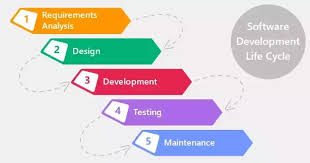 1 Requirements
Analysis
Software
Development
Life Cycle
2 Design
3 Development
4 Testing
5 Maintenance